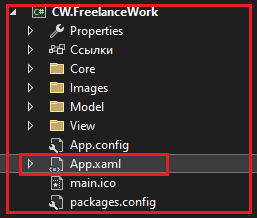 C# CW.FreelanceWork
Properties
Ссылки
Core
Images
Model
View
App.config
App.xaml
main.ico
packages.config